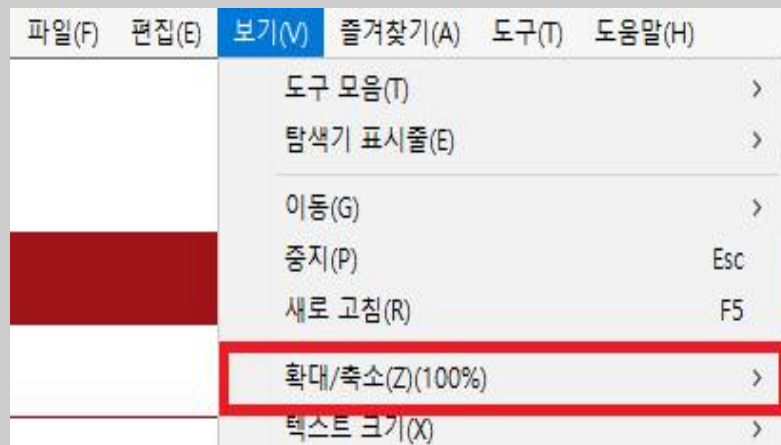 파일(F) 편집(E) 보기(V) 즐겨찾기(A) 도구(T) 도움말(H)
도구 모음(T)
탐색기 표시줄(E)
이동(G)
중지(P) Esc
새로 고침(R) F5
확대/축소(Z)(100%)
텍스트 크기(X)